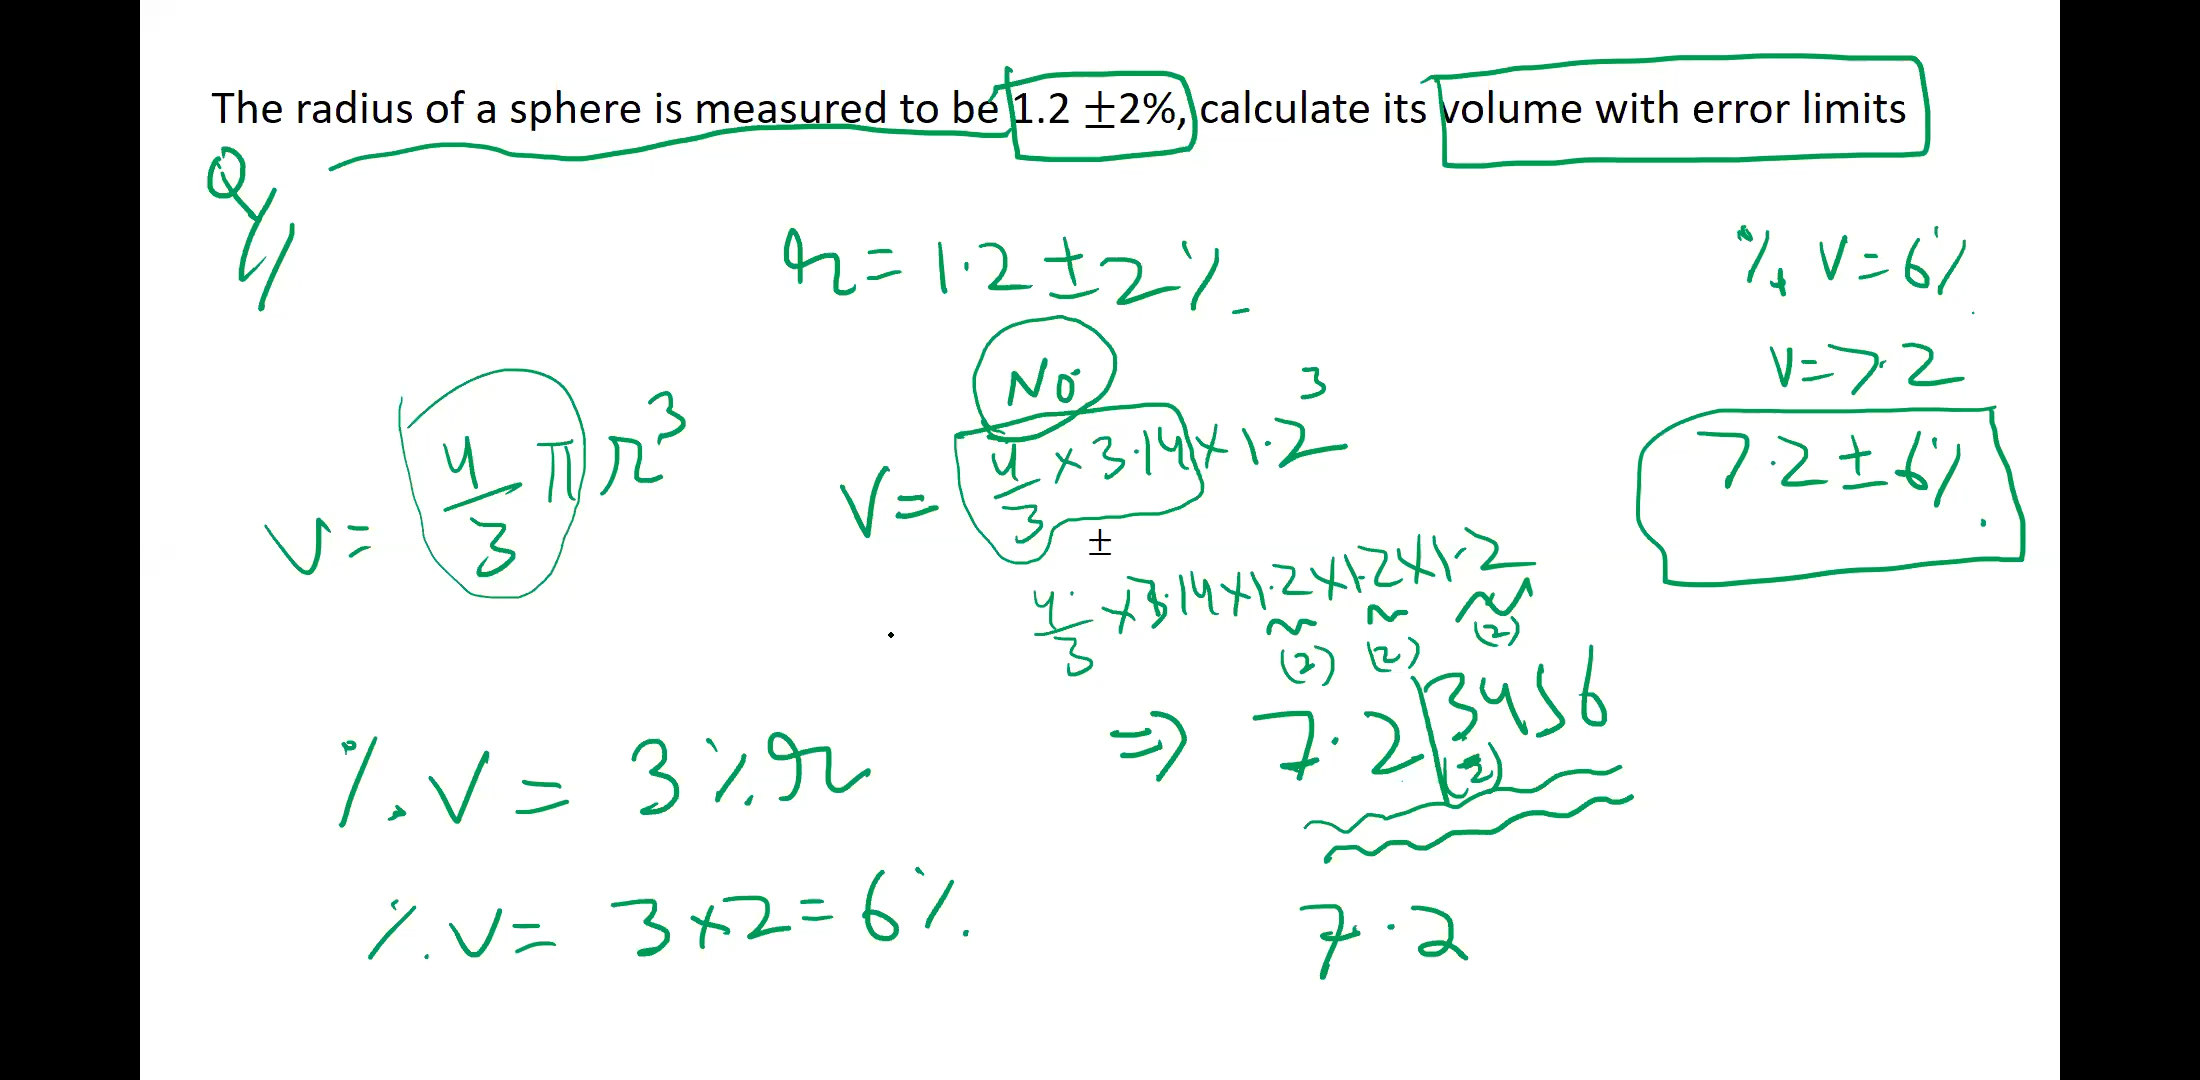 The radius of a sphere is measured to be 1.2 ±2%, calculate its volume with error limits
Q//
r = 1.2 ± 2%
% V = 6%
V = 7.2
7.2 ± 6%
V = 4/3 π r³
No
V = 4/3 × 3.14 × 1.2³
±
4/3 × 3.14 × 1.2 × 1.2 × 1.2
(2) (2) (2)
⇒ 7.2|3456
(2)
7.2
%.V = 3 %.r
%.V = 3 × 2 = 6%.